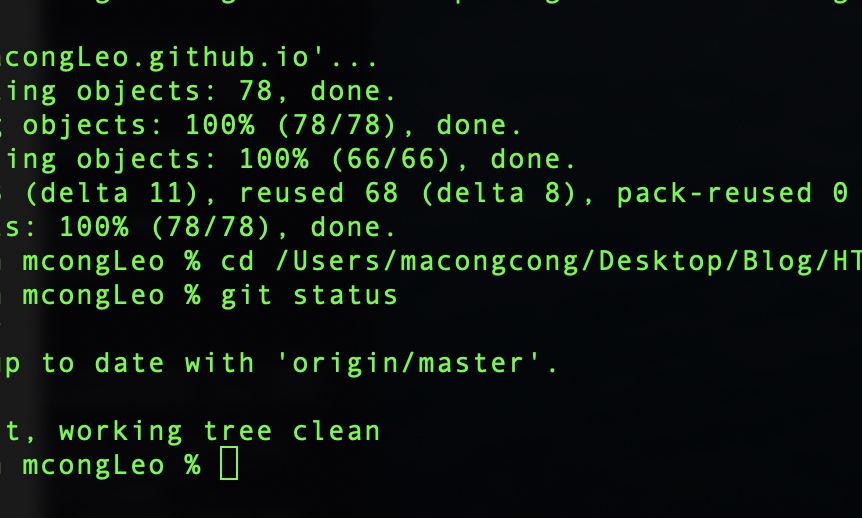 acongLeo.github.io'...
ing objects: 78, done.
objects: 100% (78/78), done.
ing objects: 100% (66/66), done.
(delta 11), reused 68 (delta 8), pack-reused 0
s: 100% (78/78), done.
mcongLeo % cd /Users/macongcong/Desktop/Blog/HT
mcongLeo % git status
up to date with 'origin/master'.
t, working tree clean
mcongLeo %